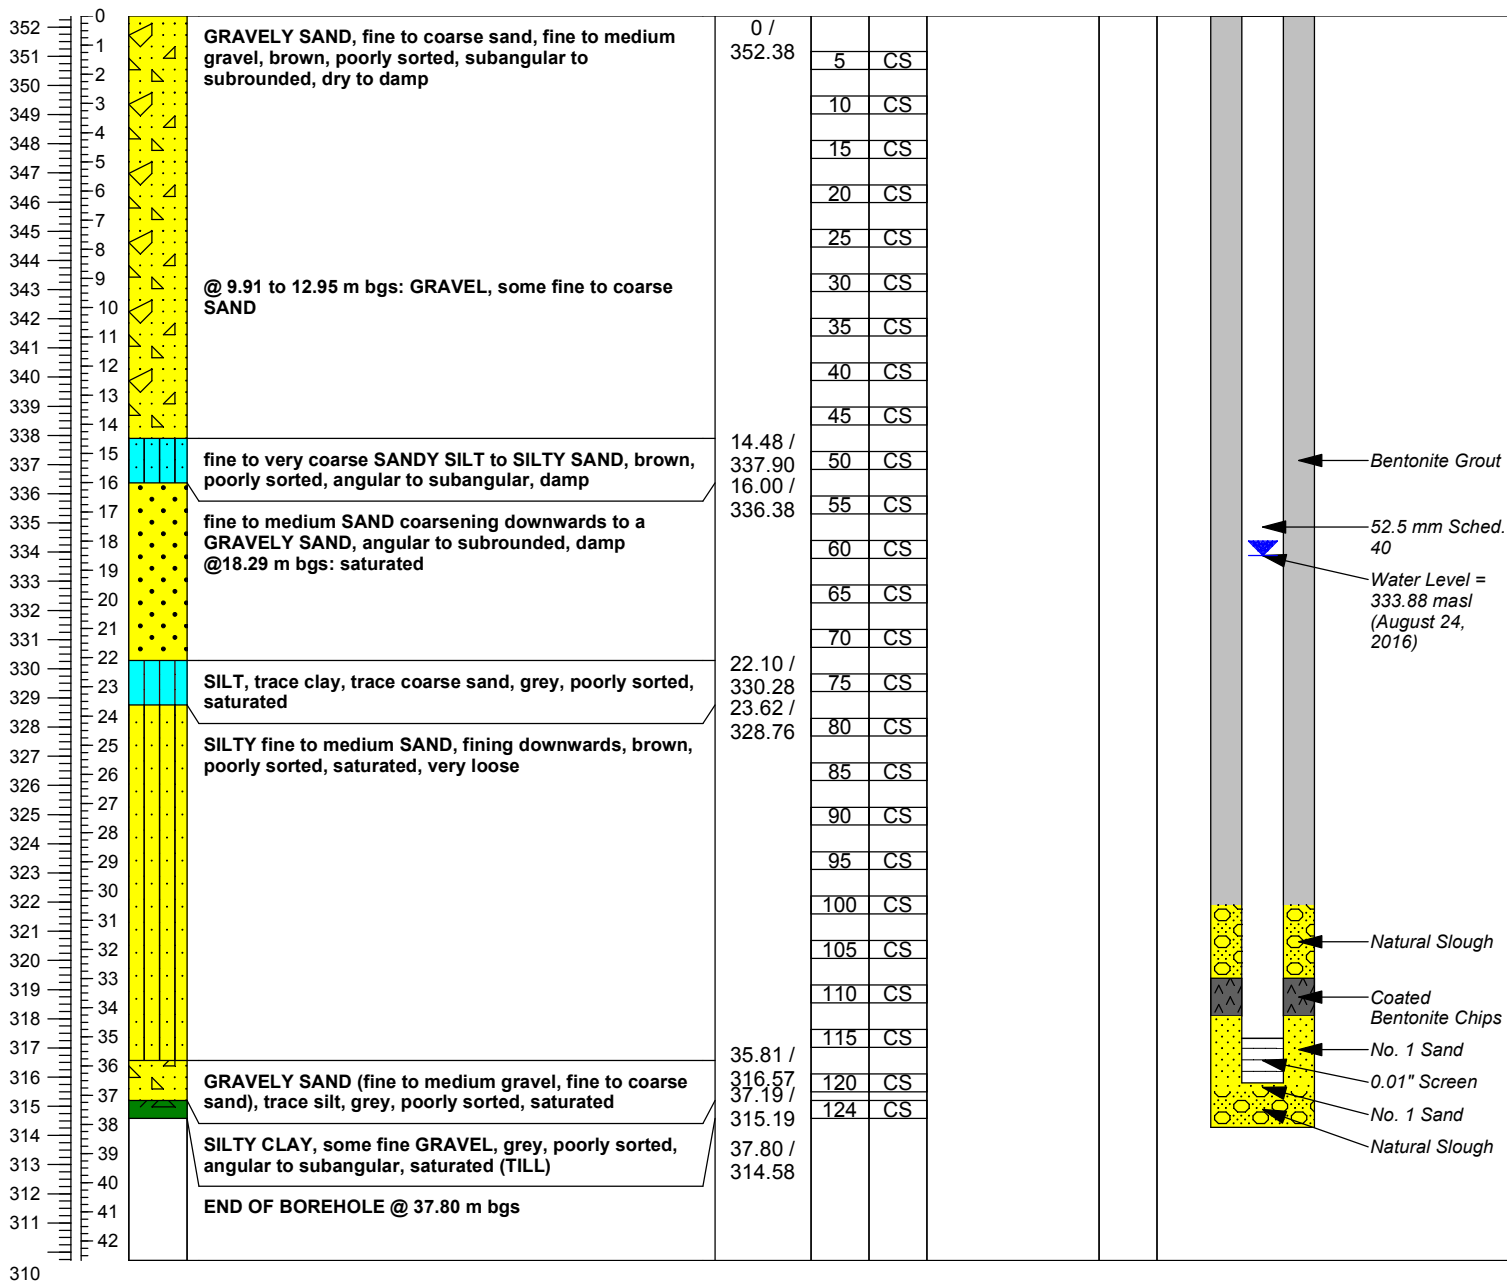 352
351
350
349
348
347
346
345
344
343
342
341
340
339
338
337
336
335
334
333
332
331
330
329
328
327
326
325
324
323
322
321
320
319
318
317
316
315
314
313
312
311
310
0
1
2
3
4
5
6
7
8
9
10
11
12
13
14
15
16
17
18
19
20
21
22
23
24
25
26
27
28
29
30
31
32
33
34
35
36
37
38
39
40
41
42
GRAVELY SAND, fine to coarse sand, fine to medium
gravel, brown, poorly sorted, subangular to
subrounded, dry to damp
@ 9.91 to 12.95 m bgs: GRAVEL, some fine to coarse
SAND
fine to very coarse SANDY SILT to SILTY SAND, brown,
poorly sorted, angular to subangular, damp
fine to medium SAND coarsening downwards to a
GRAVELY SAND, angular to subrounded, damp
@18.29 m bgs: saturated
SILT, trace clay, trace coarse sand, grey, poorly sorted,
saturated
SILTY fine to medium SAND, fining downwards, brown,
poorly sorted, saturated, very loose
GRAVELY SAND (fine to medium gravel, fine to coarse
sand), trace silt, grey, poorly sorted, saturated
SILTY CLAY, some fine GRAVEL, grey, poorly sorted,
angular to subangular, saturated (TILL)
END OF BOREHOLE @ 37.80 m bgs
0 /
352.38
14.48 /
337.90
16.00 /
336.38
22.10 /
330.28
23.62 /
328.76
35.81 /
316.57
37.19 /
315.19
37.80 /
314.58
5 CS
10 CS
15 CS
20 CS
25 CS
30 CS
35 CS
40 CS
45 CS
50 CS
55 CS
60 CS
65 CS
70 CS
75 CS
80 CS
85 CS
90 CS
95 CS
100 CS
105 CS
110 CS
115 CS
120 CS
124 CS
Bentonite Grout
52.5 mm Sched.
40
Water Level =
333.88 masl
(August 24,
2016)
Natural Slough
Coated
Bentonite Chips
No. 1 Sand
0.01" Screen
No. 1 Sand
Natural Slough